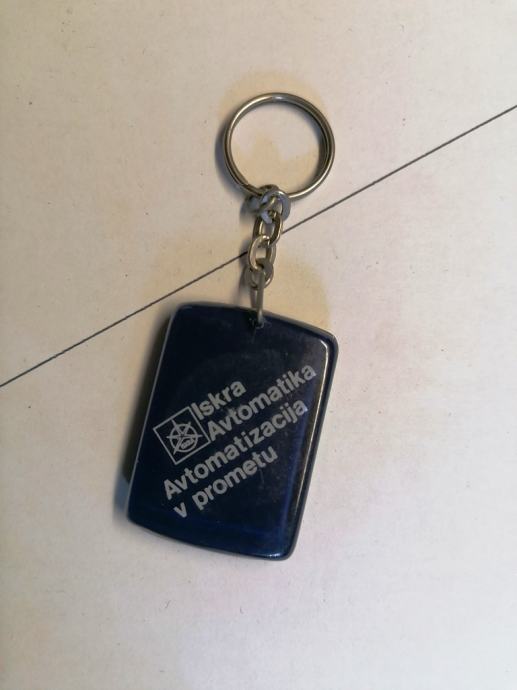 Iskra
Avtomatika
Avtomatizacija
v prometu